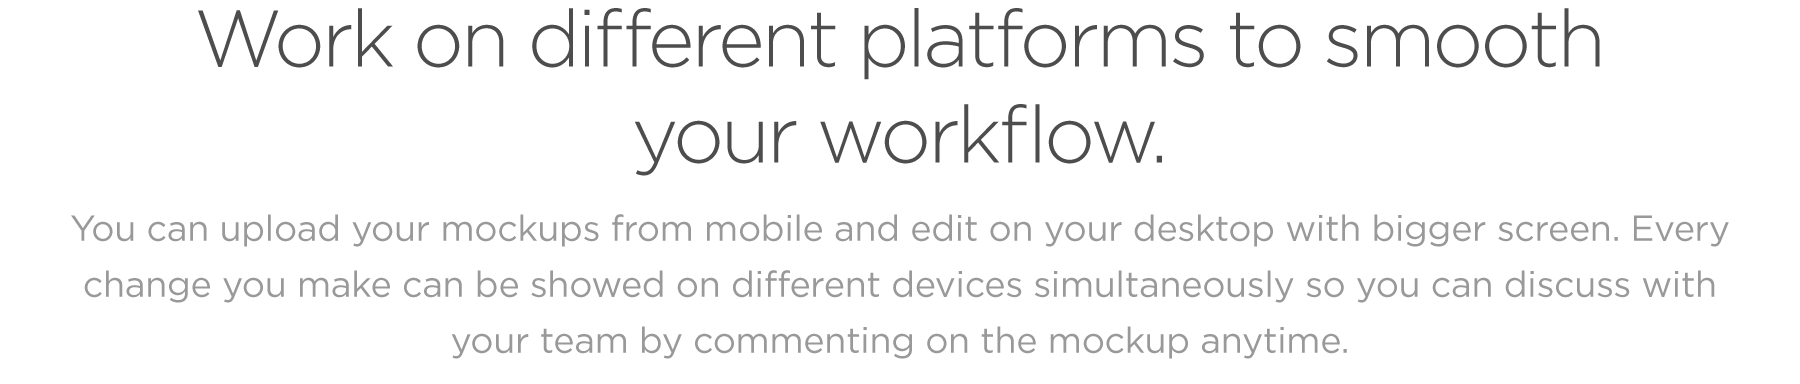 Work on different platforms to smooth
your workflow.
You can upload your mockups from mobile and edit on your desktop with bigger screen. Every
change you make can be showed on different devices simultaneously so you can discuss with
your team by commenting on the mockup anytime.